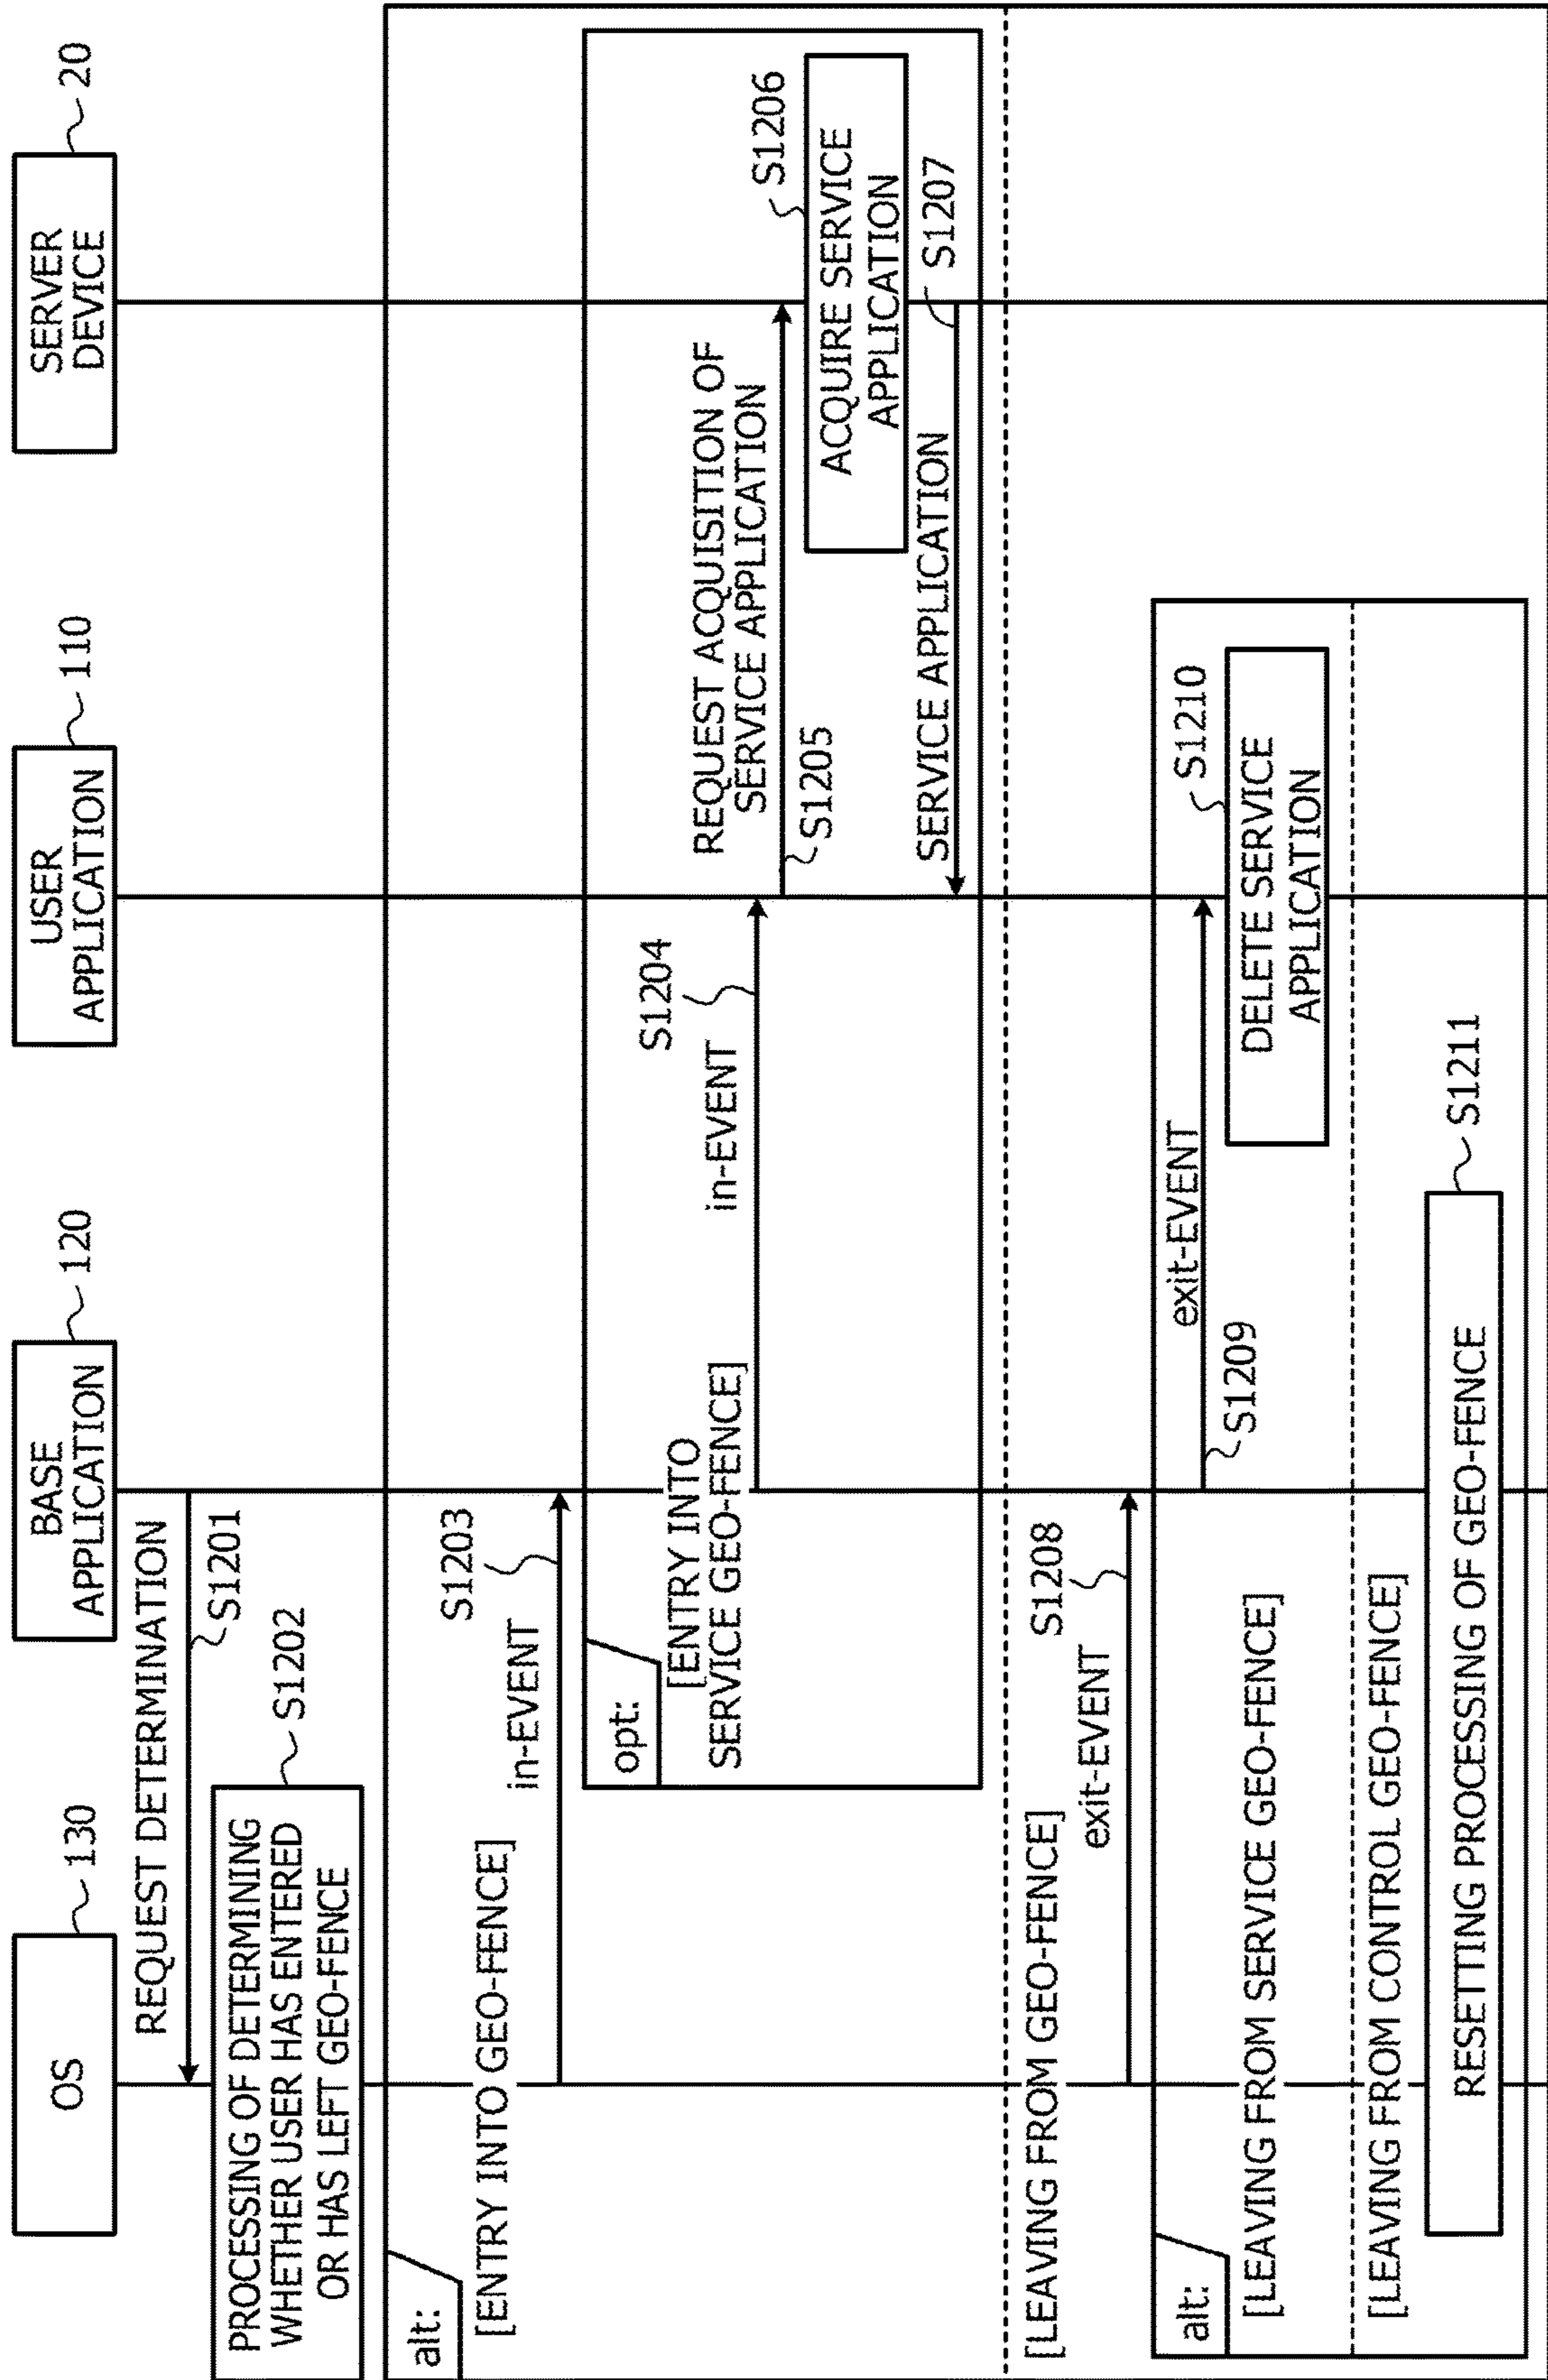 OS
130
BASE
APPLICATION
120
USER
APPLICATION
110
SERVER
DEVICE
20
REQUEST DETERMINATION
S1201
PROCESSING OF DETERMINING
WHETHER USER HAS ENTERED
OR HAS LEFT GEO-FENCE
S1202
alt:
[ENTRY INTO GEO-FENCE]
S1203
in-EVENT
opt:
[ENTRY INTO
SERVICE GEO-FENCE]
S1204
in-EVENT
REQUEST ACQUISITION OF
SERVICE APPLICATION
S1205
S1206
ACQUIRE SERVICE
APPLICATION
SERVICE APPLICATION
S1207
[LEAVING FROM GEO-FENCE]
S1208
exit-EVENT
alt:
[LEAVING FROM SERVICE GEO-FENCE]
exit-EVENT
S1209
S1210
DELETE SERVICE
APPLICATION
[LEAVING FROM CONTROL GEO-FENCE]
RESETTING PROCESSING OF GEO-FENCE
S1211